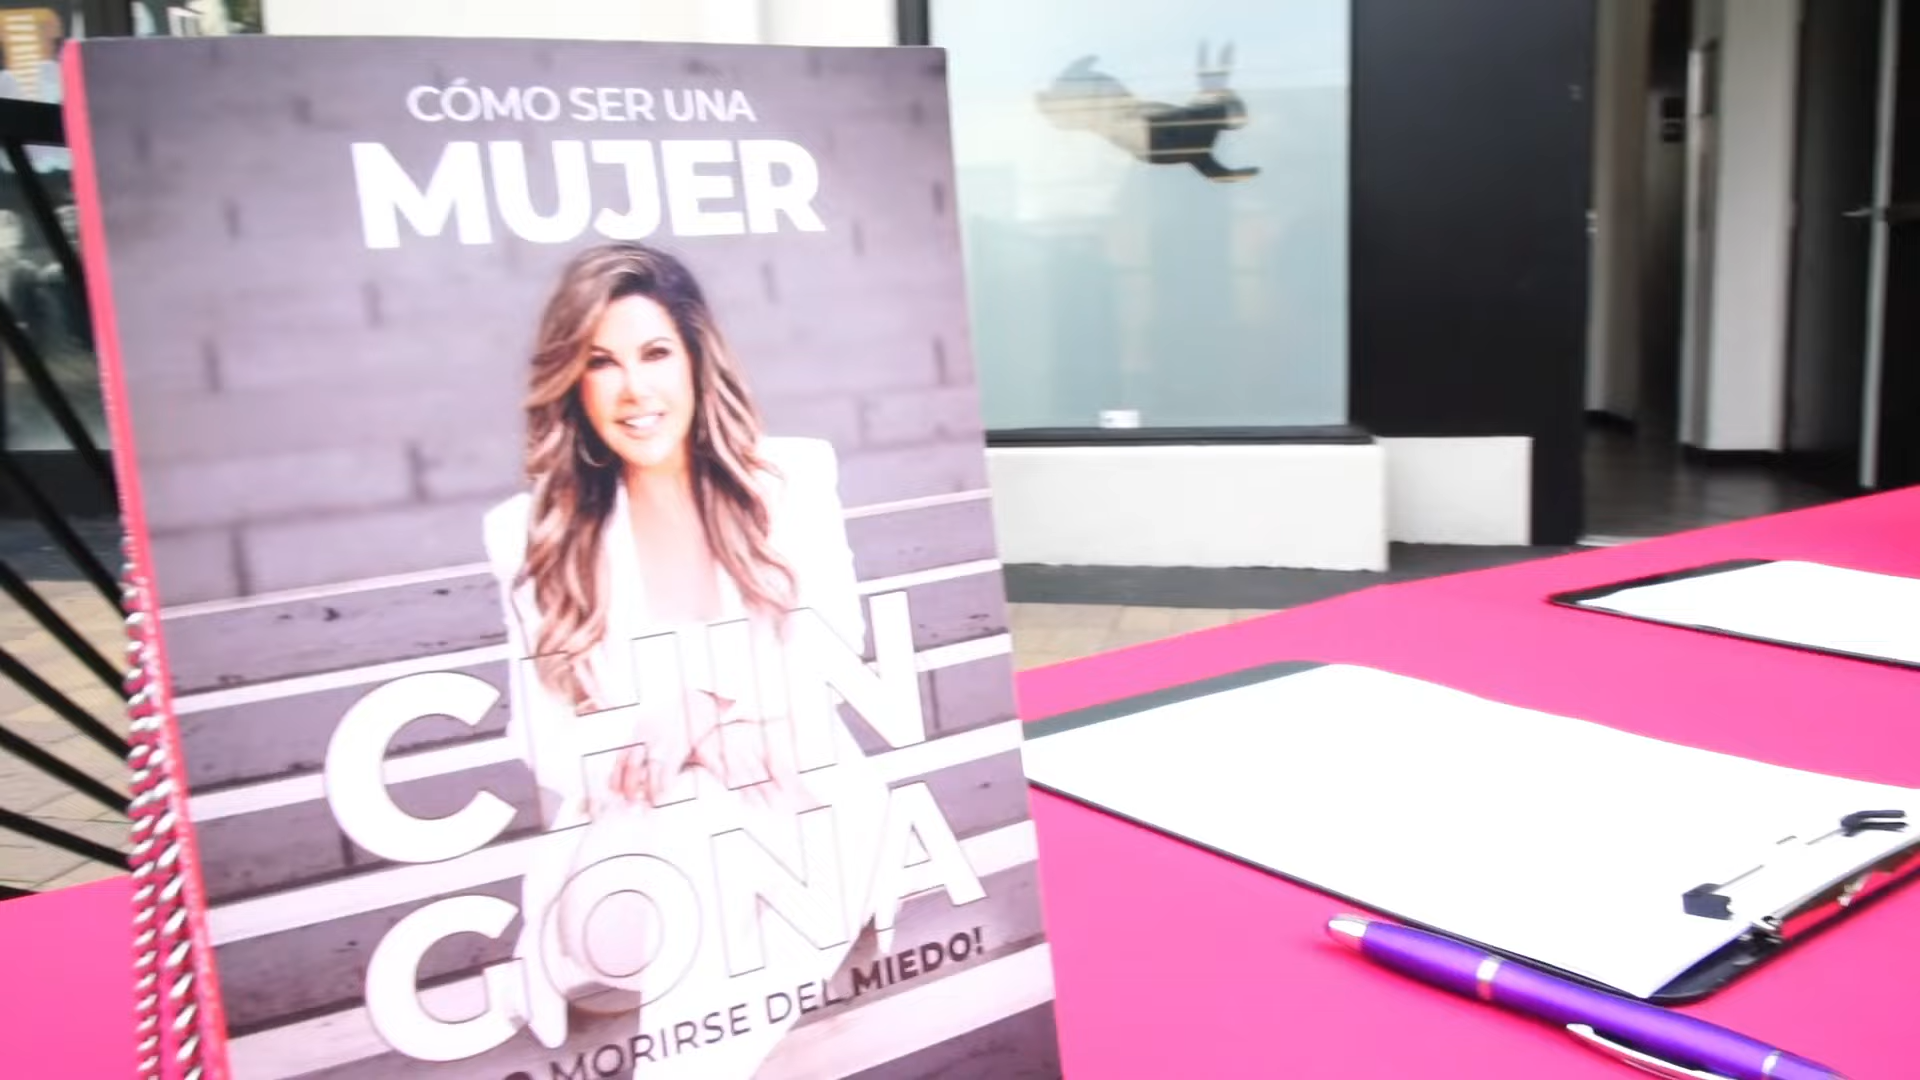 CÓMO SER UNA
MUJER
CHIN
GONA
MORIRSE DEL MIEDO!